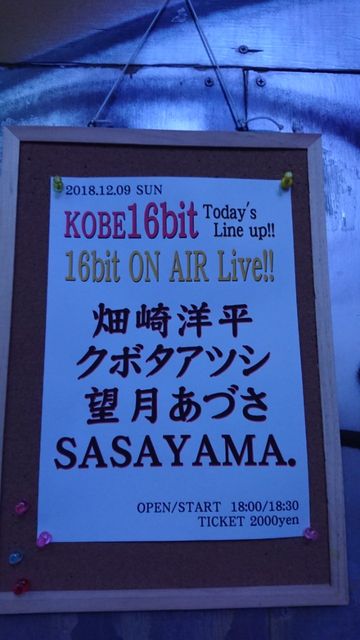 2018.12.09 SUN
KOBE16bit Today's
Line up!!
16bit ON AIR Live!!
畑崎洋平
クボタアツシ
望月あづさ
SASAYAMA.
OPEN/START 18:00/18:30
TICKET 2000yen